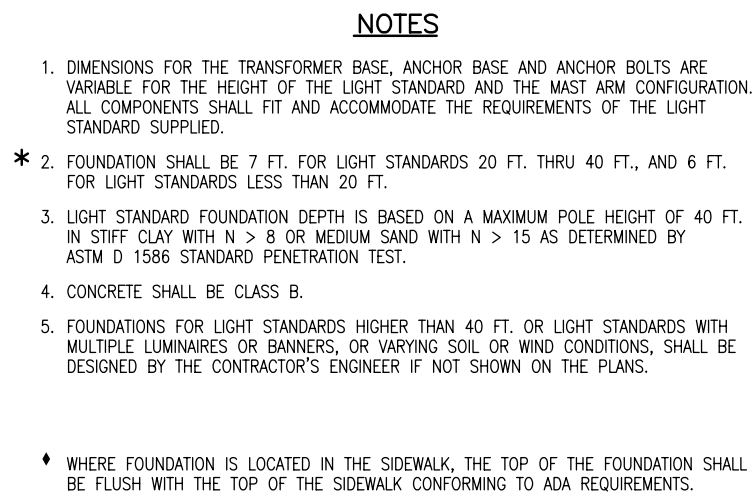 NOTES
1. DIMENSIONS FOR THE TRANSFORMER BASE, ANCHOR BASE AND ANCHOR BOLTS ARE
VARIABLE FOR THE HEIGHT OF THE LIGHT STANDARD AND THE MAST ARM CONFIGURATION.
ALL COMPONENTS SHALL FIT AND ACCOMMODATE THE REQUIREMENTS OF THE LIGHT
STANDARD SUPPLIED.
* 2. FOUNDATION SHALL BE 7 FT. FOR LIGHT STANDARDS 20 FT. THRU 40 FT., AND 6 FT.
FOR LIGHT STANDARDS LESS THAN 20 FT.
3. LIGHT STANDARD FOUNDATION DEPTH IS BASED ON A MAXIMUM POLE HEIGHT OF 40 FT.
IN STIFF CLAY WITH N > 8 OR MEDIUM SAND WITH N > 15 AS DETERMINED BY
ASTM D 1586 STANDARD PENETRATION TEST.
4. CONCRETE SHALL BE CLASS B.
5. FOUNDATIONS FOR LIGHT STANDARDS HIGHER THAN 40 FT. OR LIGHT STANDARDS WITH
MULTIPLE LUMINAIRES OR BANNERS, OR VARYING SOIL OR WIND CONDITIONS, SHALL BE
DESIGNED BY THE CONTRACTOR'S ENGINEER IF NOT SHOWN ON THE PLANS.
♦ WHERE FOUNDATION IS LOCATED IN THE SIDEWALK, THE TOP OF THE FOUNDATION SHALL
BE FLUSH WITH THE TOP OF THE SIDEWALK CONFORMING TO ADA REQUIREMENTS.